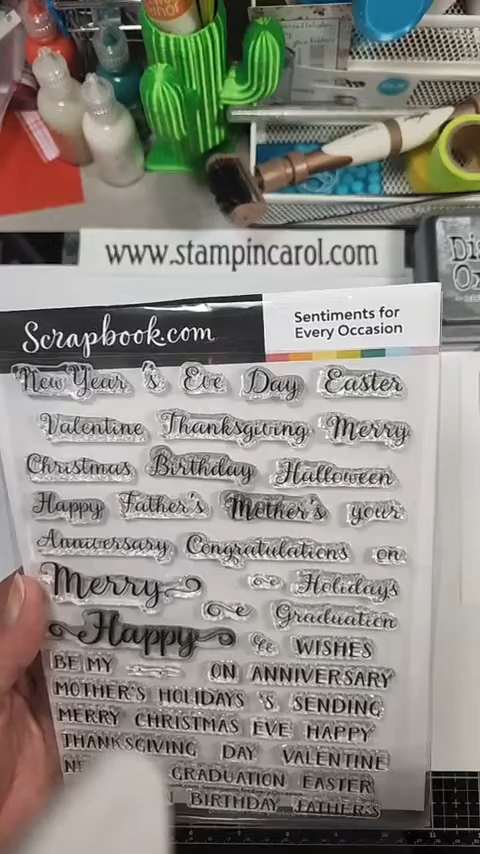 www.stampincarol.com
Scrapbook.com
Sentiments for
Every Occasion
New Year 's Eve Day Easter
Valentine Thanksgiving Merry
Christmas Birthday Halloween
Happy Father's Mother's your
Anniversary Congratulations on
Merry Holidays
Graduation
Happy WISHES
BE MY ON ANNIVERSARY
MOTHER'S HOLIDAYS 'S SENDING
MERRY CHRISTMAS EVE HAPPY
THANKSGIVING DAY VALENTINE
GRADUATION EASTER
BIRTHDAY FATHER'S